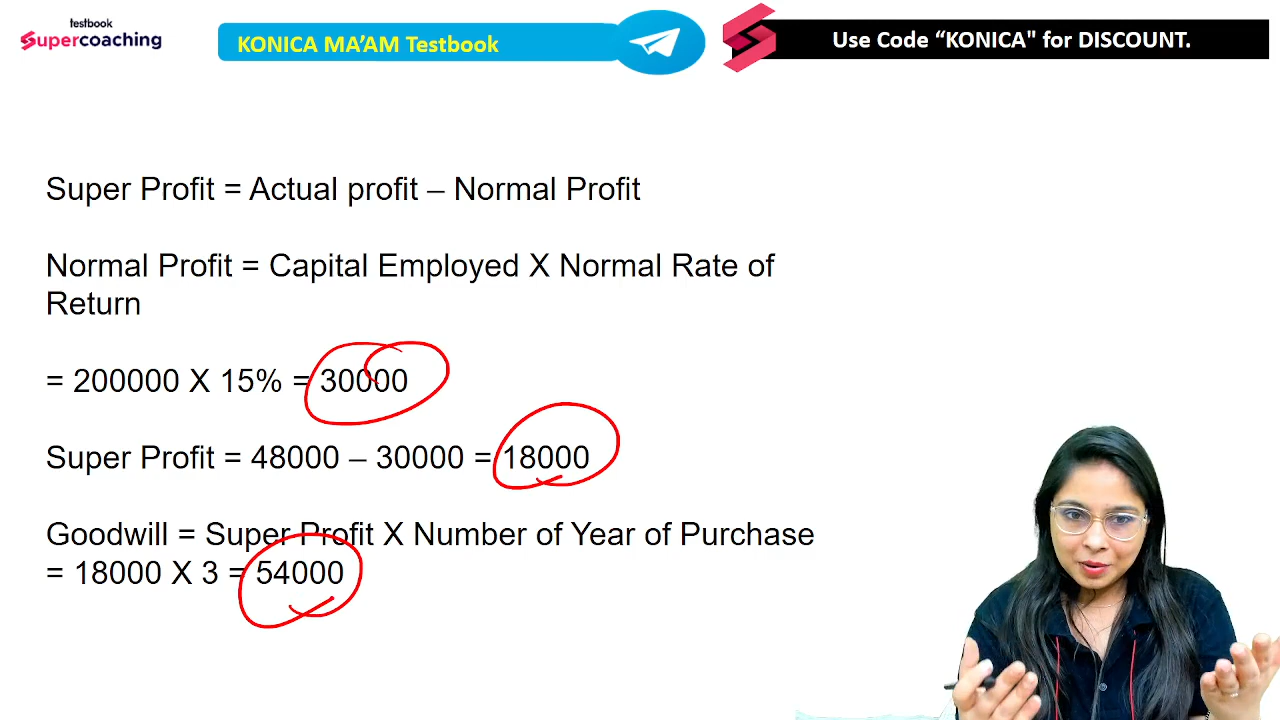 testbook
Supercoaching
KONICA MA’AM Testbook
Use Code “KONICA" for DISCOUNT.
Super Profit = Actual profit – Normal Profit
Normal Profit = Capital Employed X Normal Rate of
Return
= 200000 X 15% = 30000
Super Profit = 48000 – 30000 = 18000
Goodwill = Super Profit X Number of Year of Purchase
= 18000 X 3 = 54000